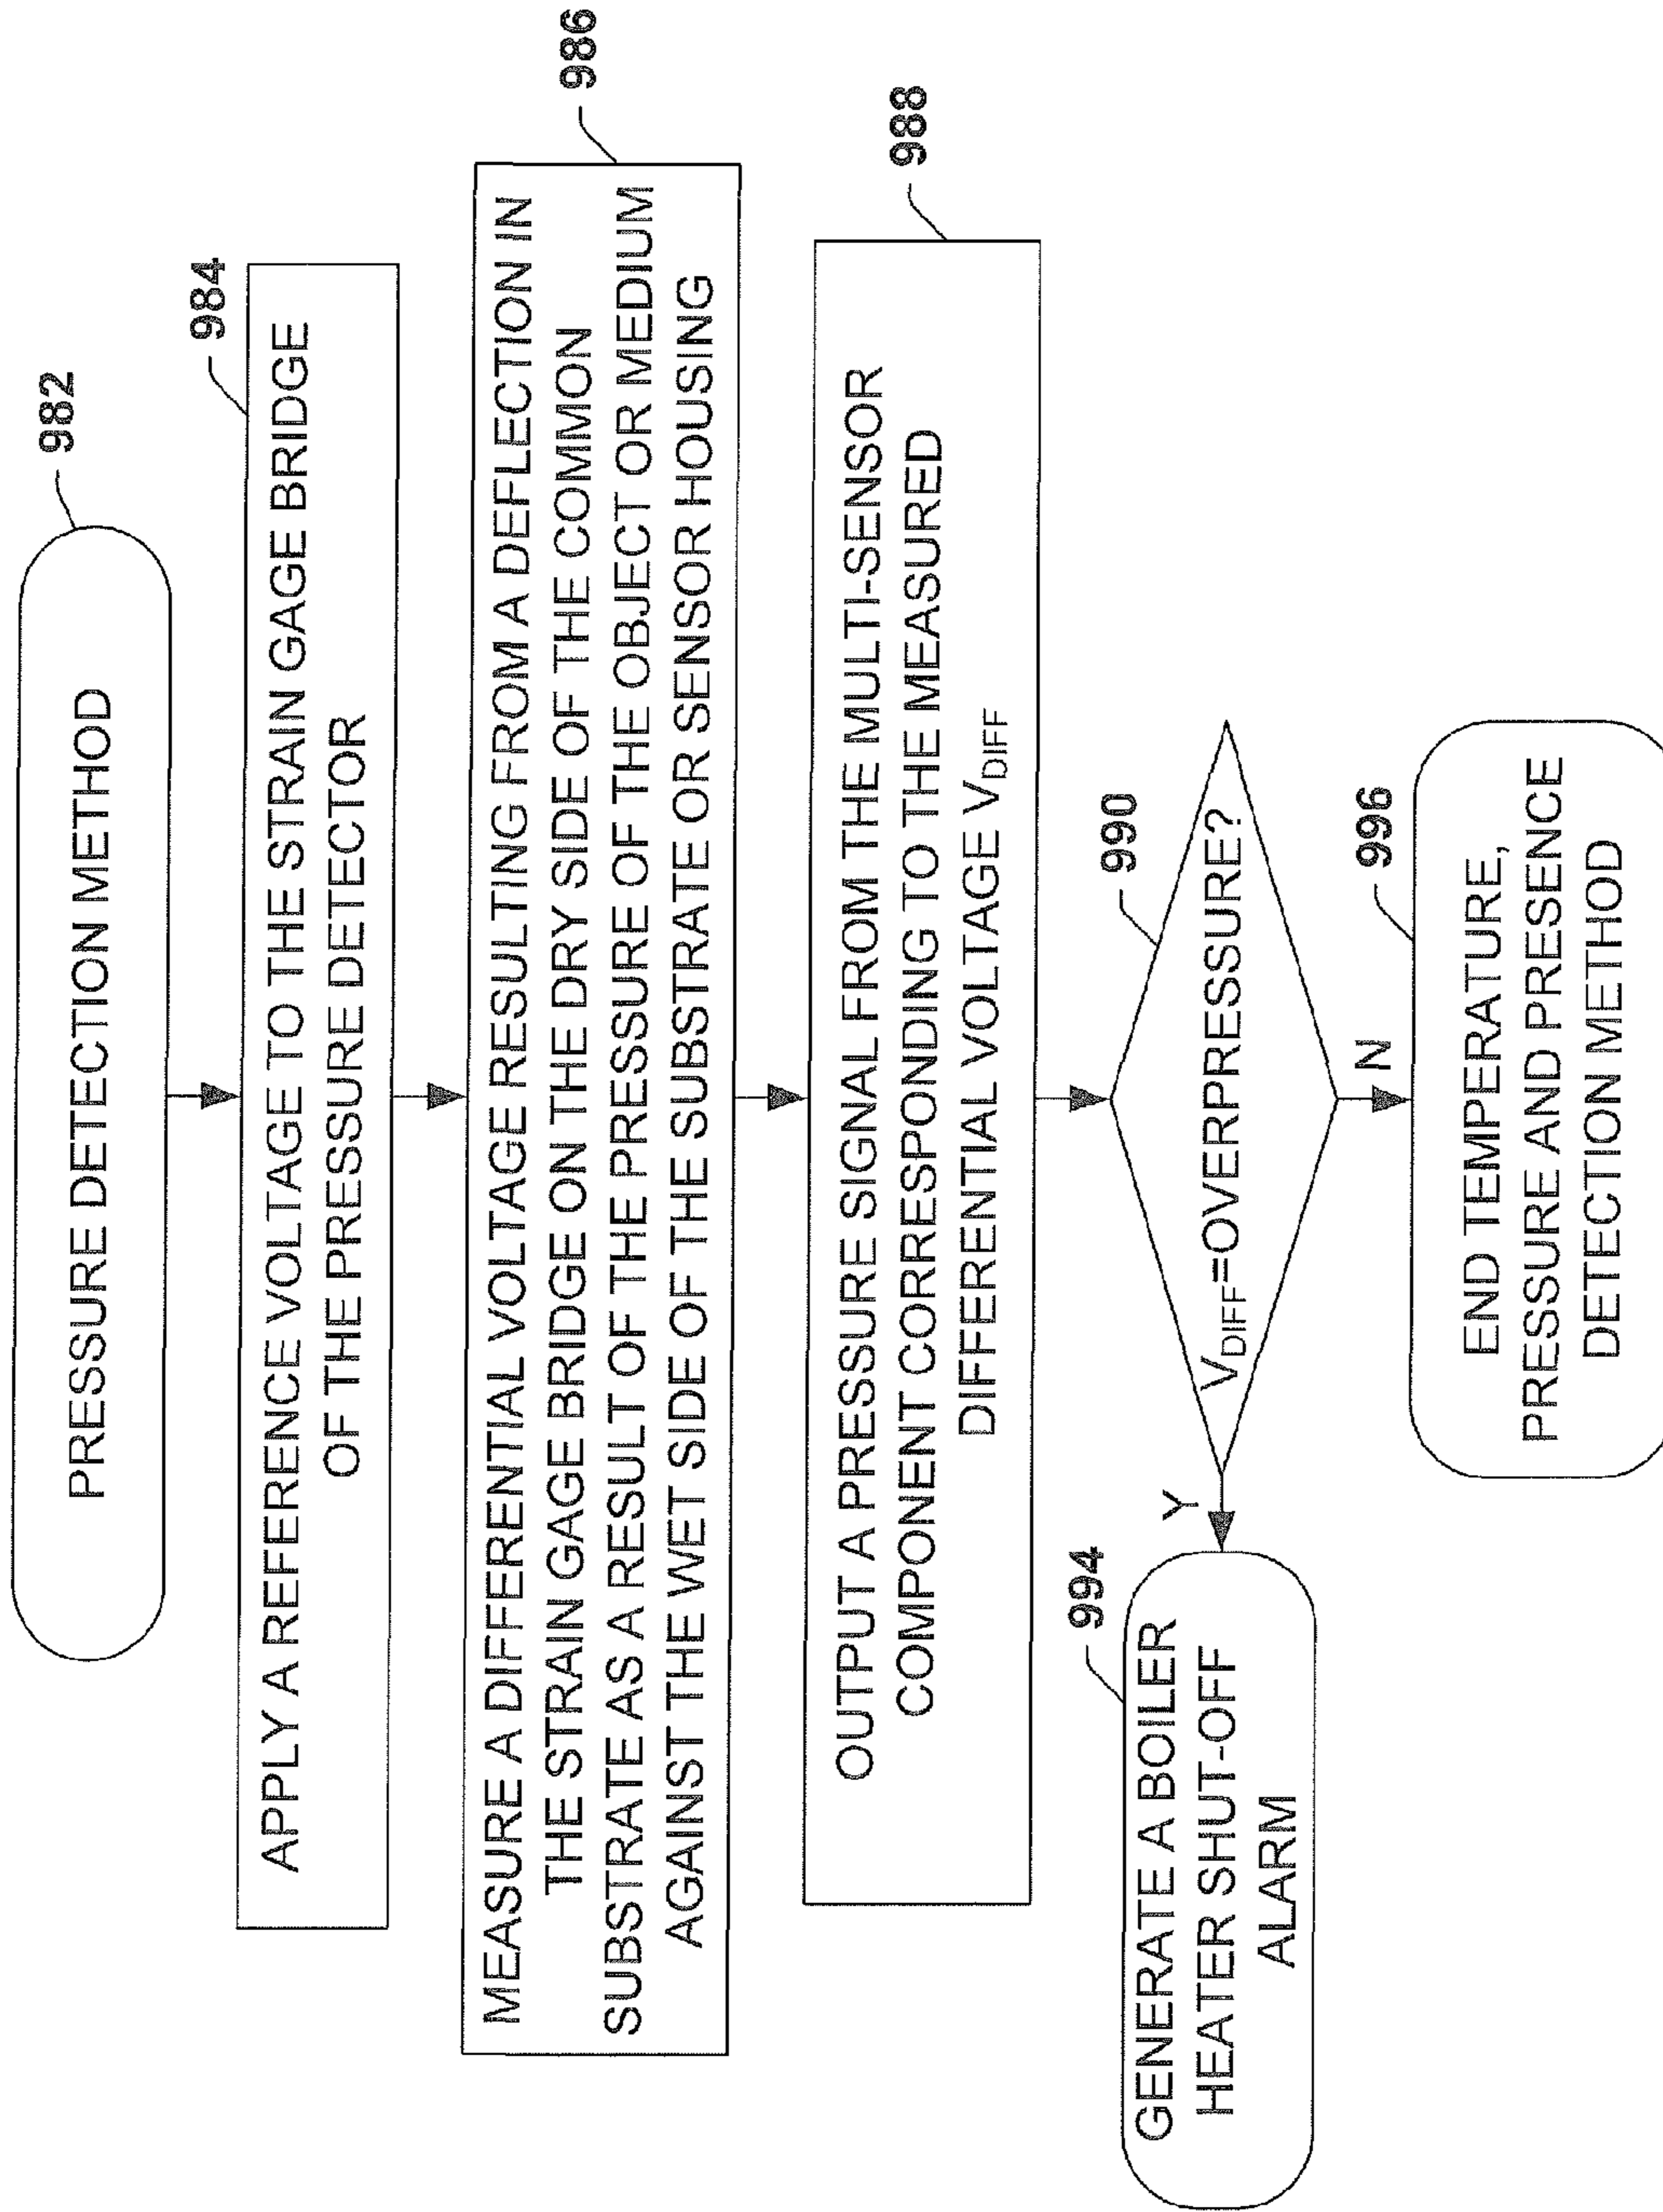 PRESSURE DETECTION METHOD
982
984
APPLY A REFERENCE VOLTAGE TO THE STRAIN GAGE BRIDGE
OF THE PRESSURE DETECTOR
986
MEASURE A DIFFERENTIAL VOLTAGE RESULTING FROM A DEFLECTION IN
THE STRAIN GAGE BRIDGE ON THE DRY SIDE OF THE COMMON
SUBSTRATE AS A RESULT OF THE PRESSURE OF THE OBJECT OR MEDIUM
AGAINST THE WET SIDE OF THE SUBSTRATE OR SENSOR HOUSING
988
OUTPUT A PRESSURE SIGNAL FROM THE MULTI-SENSOR
COMPONENT CORRESPONDING TO THE MEASURED
DIFFERENTIAL VOLTAGE VDIFF
990
VDIFF=OVERPRESSURE?
Y
994
GENERATE A BOILER
HEATER SHUT-OFF
ALARM
N
996
END TEMPERATURE,
PRESSURE AND PRESENCE
DETECTION METHOD